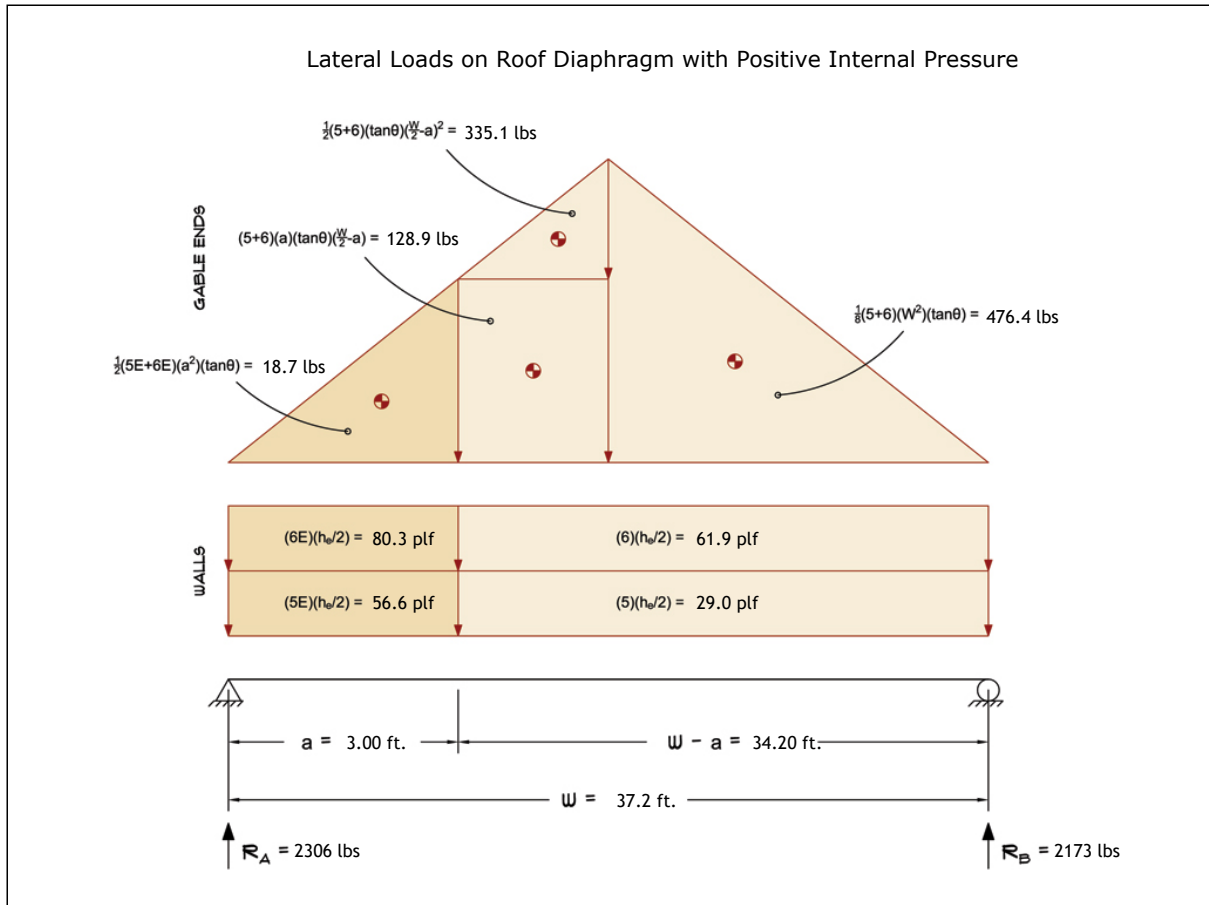 Lateral Loads on Roof Diaphragm with Positive Internal Pressure
½(5+6)(tanθ)(W/2-a)² = 335.1 lbs
GABLE ENDS
(5+6)(a)(tanθ)(W/2-a) = 128.9 lbs
⅛(5+6)(W²)(tanθ) = 476.4 lbs
½(5E+6E)(a²)(tanθ) = 18.7 lbs
WALLS
(6E)(hₑ/2) = 80.3 plf
(6)(hₑ/2) = 61.9 plf
(5E)(hₑ/2) = 56.6 plf
(5)(hₑ/2) = 29.0 plf
a = 3.00 ft.
W - a = 34.20 ft.
W = 37.2 ft.
R_A = 2306 lbs
R_B = 2173 lbs